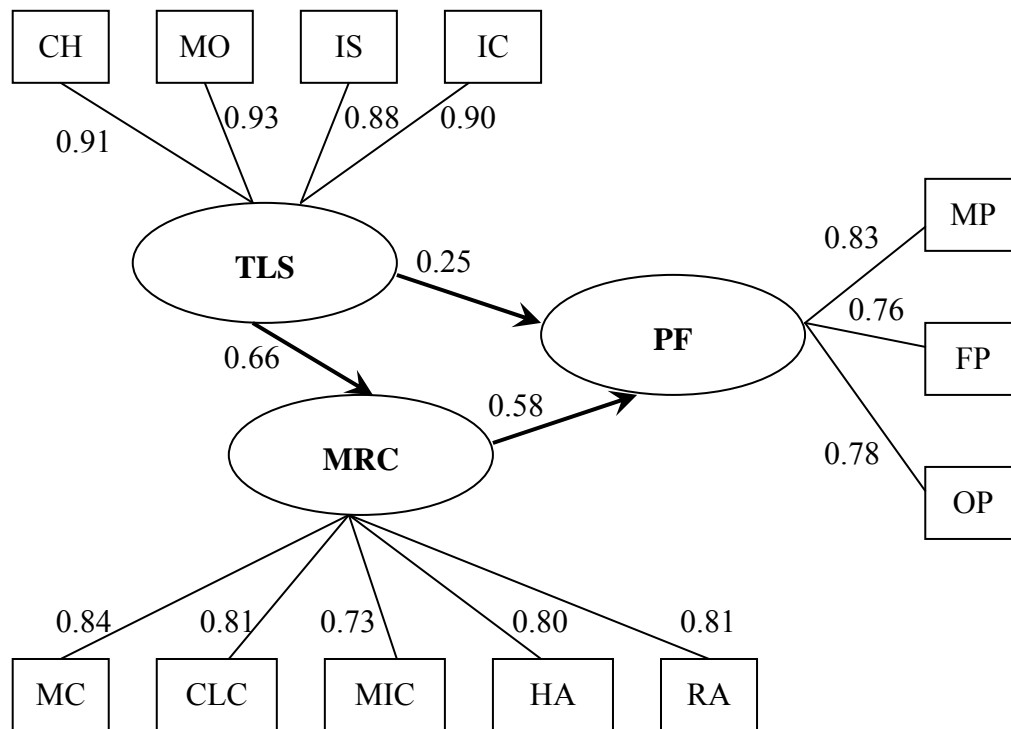 CH MO IS IC
0.91 0.93 0.88 0.90
MP
0.83
TLS
0.25
0.76
PF
FP
0.66
0.58
MRC
0.78
OP
0.84 0.81 0.73 0.80 0.81
MC CLC MIC HA RA